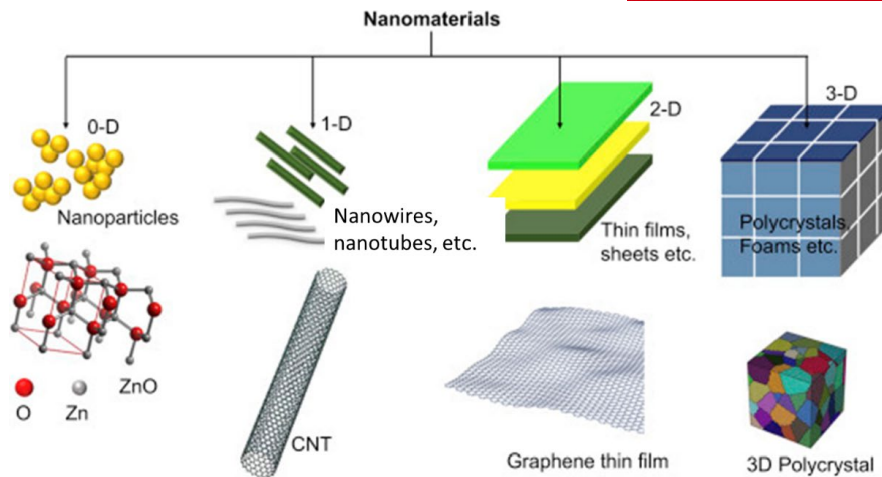 Nanomaterials
0-D
1-D
2-D
3-D
Nanoparticles
Nanowires,
nanotubes, etc.
Thin films,
sheets etc.
Polycrystals,
Foams etc.
O
Zn
ZnO
CNT
Graphene thin film
3D Polycrystal